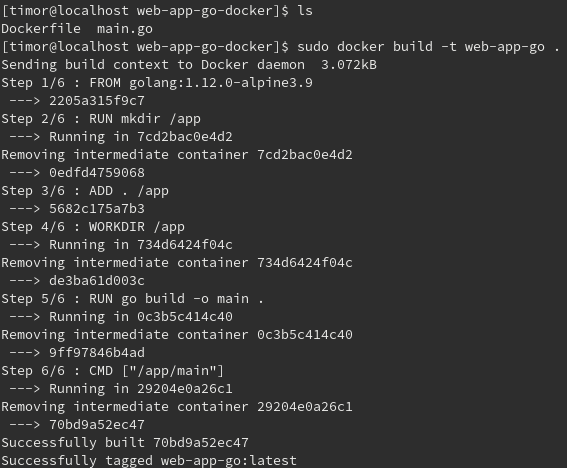 [timor@localhost web-app-go-docker]$ ls
Dockerfile  main.go
[timor@localhost web-app-go-docker]$ sudo docker build -t web-app-go .
Sending build context to Docker daemon  3.072kB
Step 1/6 : FROM golang:1.12.0-alpine3.9
 ---> 2205a315f9c7
Step 2/6 : RUN mkdir /app
 ---> Running in 7cd2bac0e4d2
Removing intermediate container 7cd2bac0e4d2
 ---> 0edfd4759068
Step 3/6 : ADD . /app
 ---> 5682c175a7b3
Step 4/6 : WORKDIR /app
 ---> Running in 734d6424f04c
Removing intermediate container 734d6424f04c
 ---> de3ba61d003c
Step 5/6 : RUN go build -o main .
 ---> Running in 0c3b5c414c40
Removing intermediate container 0c3b5c414c40
 ---> 9ff97846b4ad
Step 6/6 : CMD ["/app/main"]
 ---> Running in 29204e0a26c1
Removing intermediate container 29204e0a26c1
 ---> 70bd9a52ec47
Successfully built 70bd9a52ec47
Successfully tagged web-app-go:latest